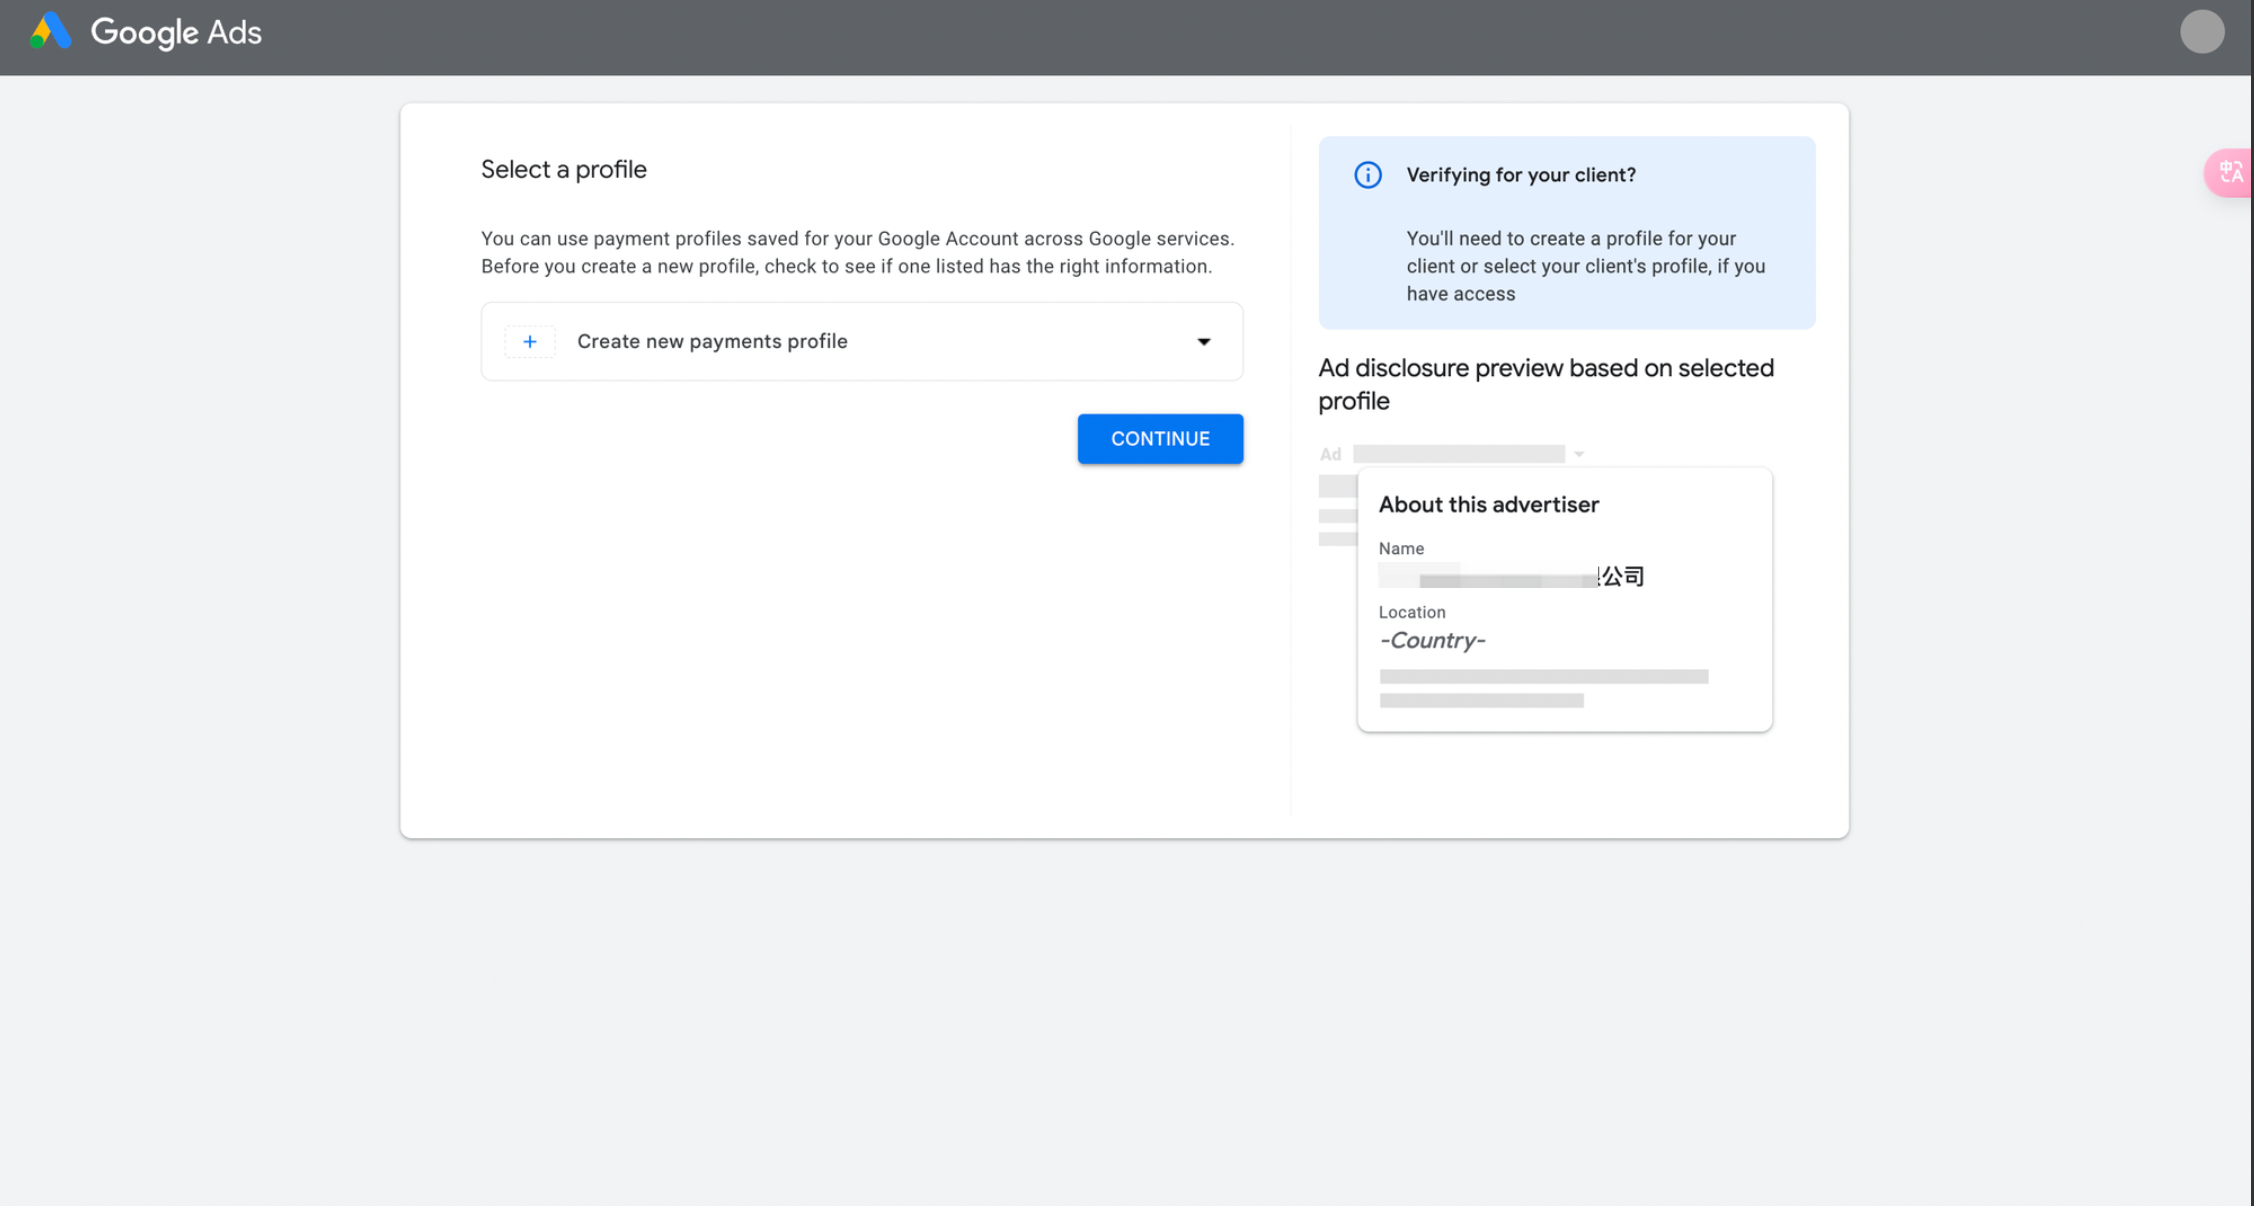 Google Ads
Select a profile
You can use payment profiles saved for your Google Account across Google services.
Before you create a new profile, check to see if one listed has the right information.
+ Create new payments profile
CONTINUE
Verifying for your client?
You'll need to create a profile for your
client or select your client's profile, if you
have access
Ad disclosure preview based on selected
profile
Ad
About this advertiser
Name
公司
Location
-Country-
中
A